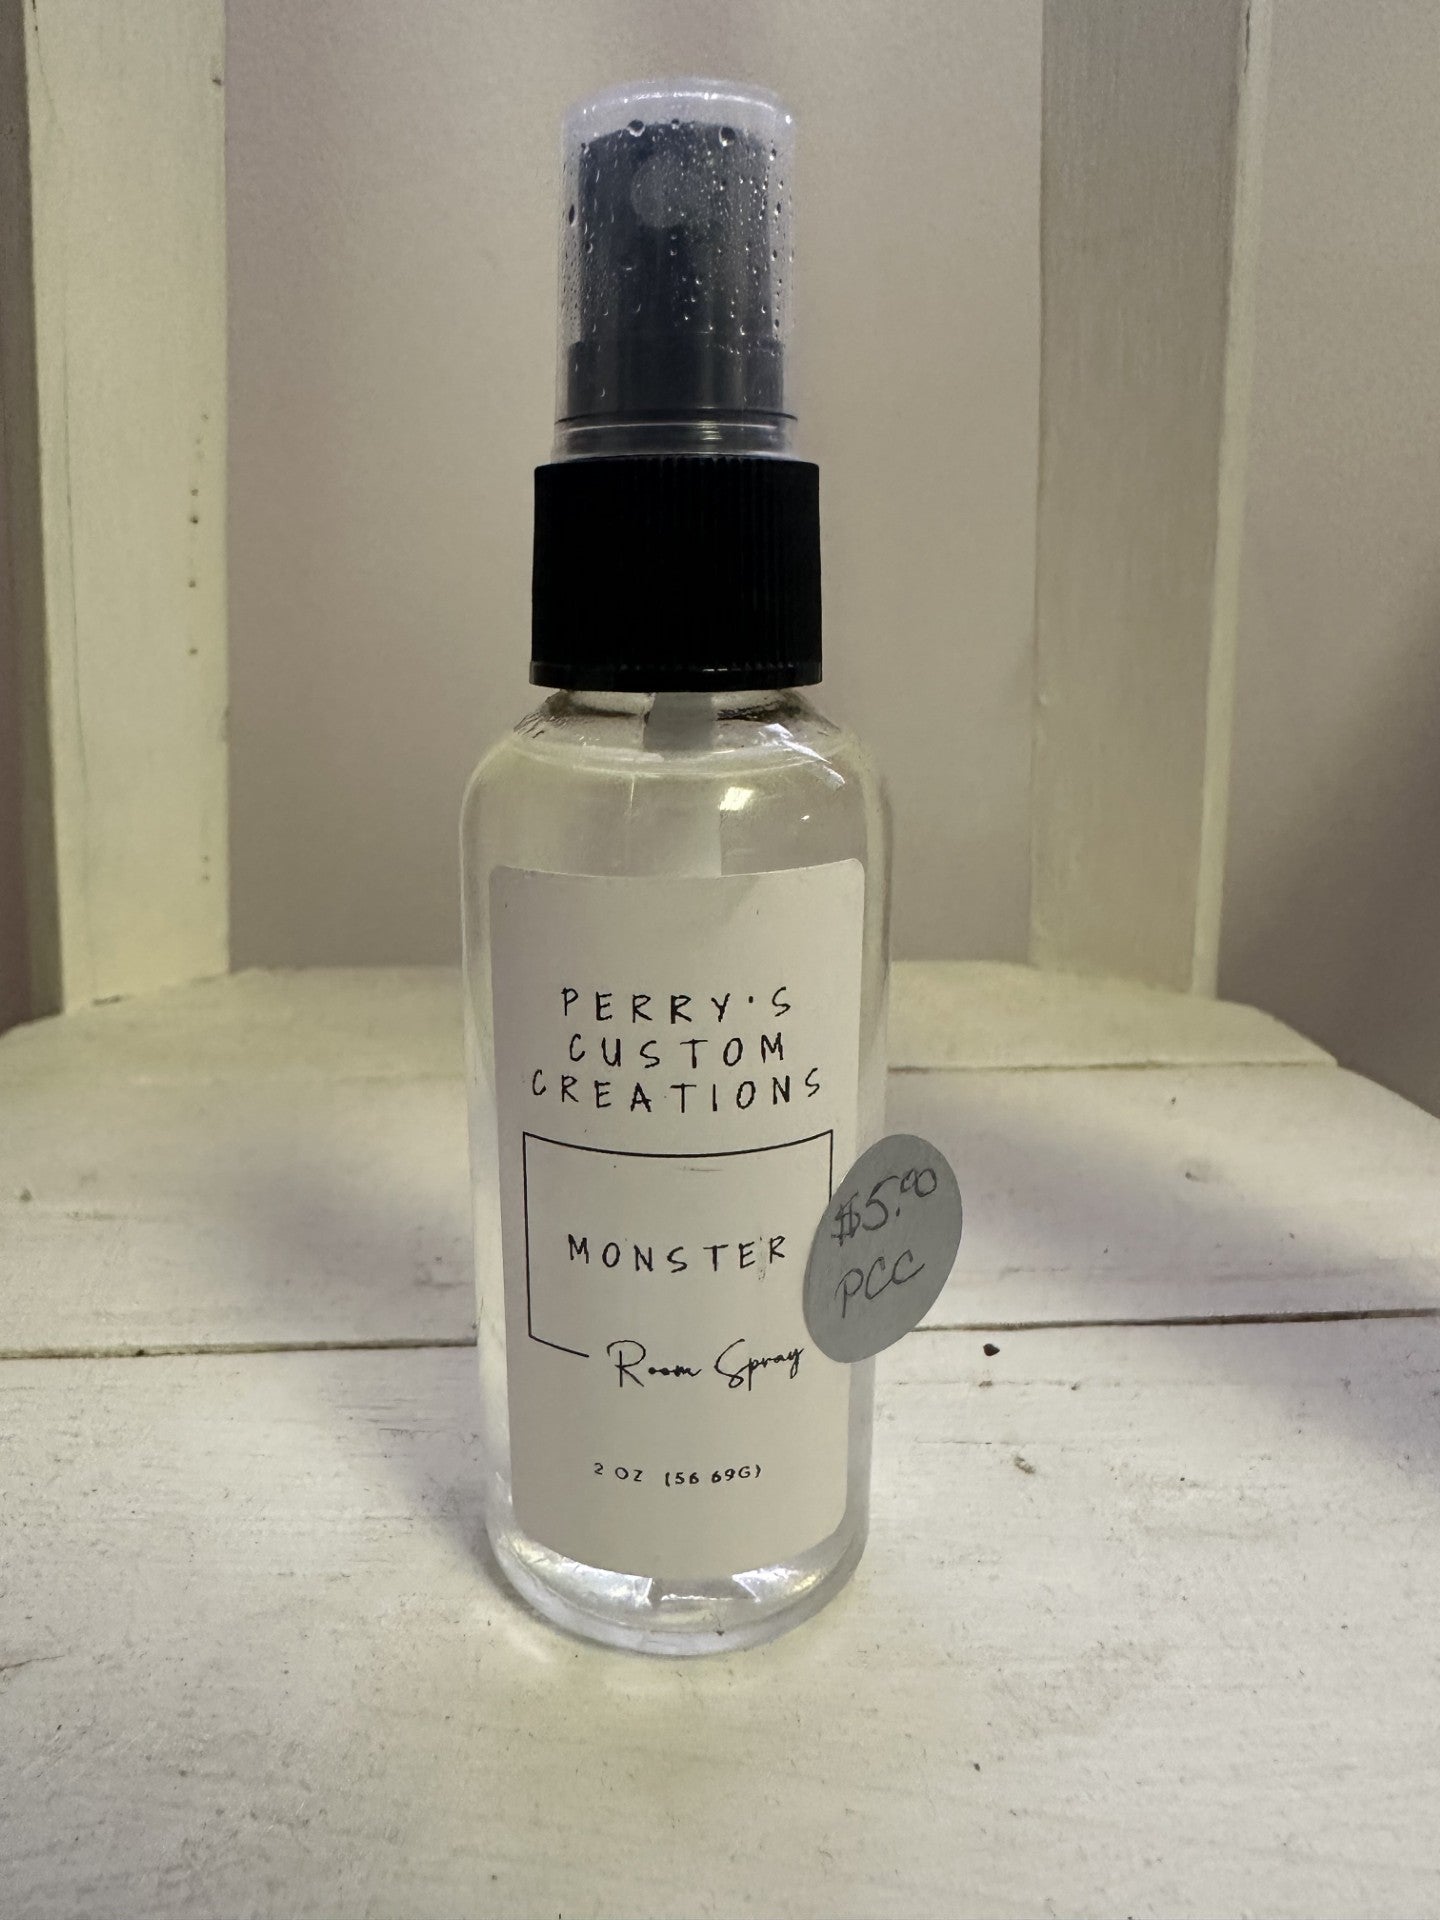 PERRY'S
CUSTOM
CREATIONS
MONSTER
$5.00
PCC
Room Spray
2 OZ (56 69G)